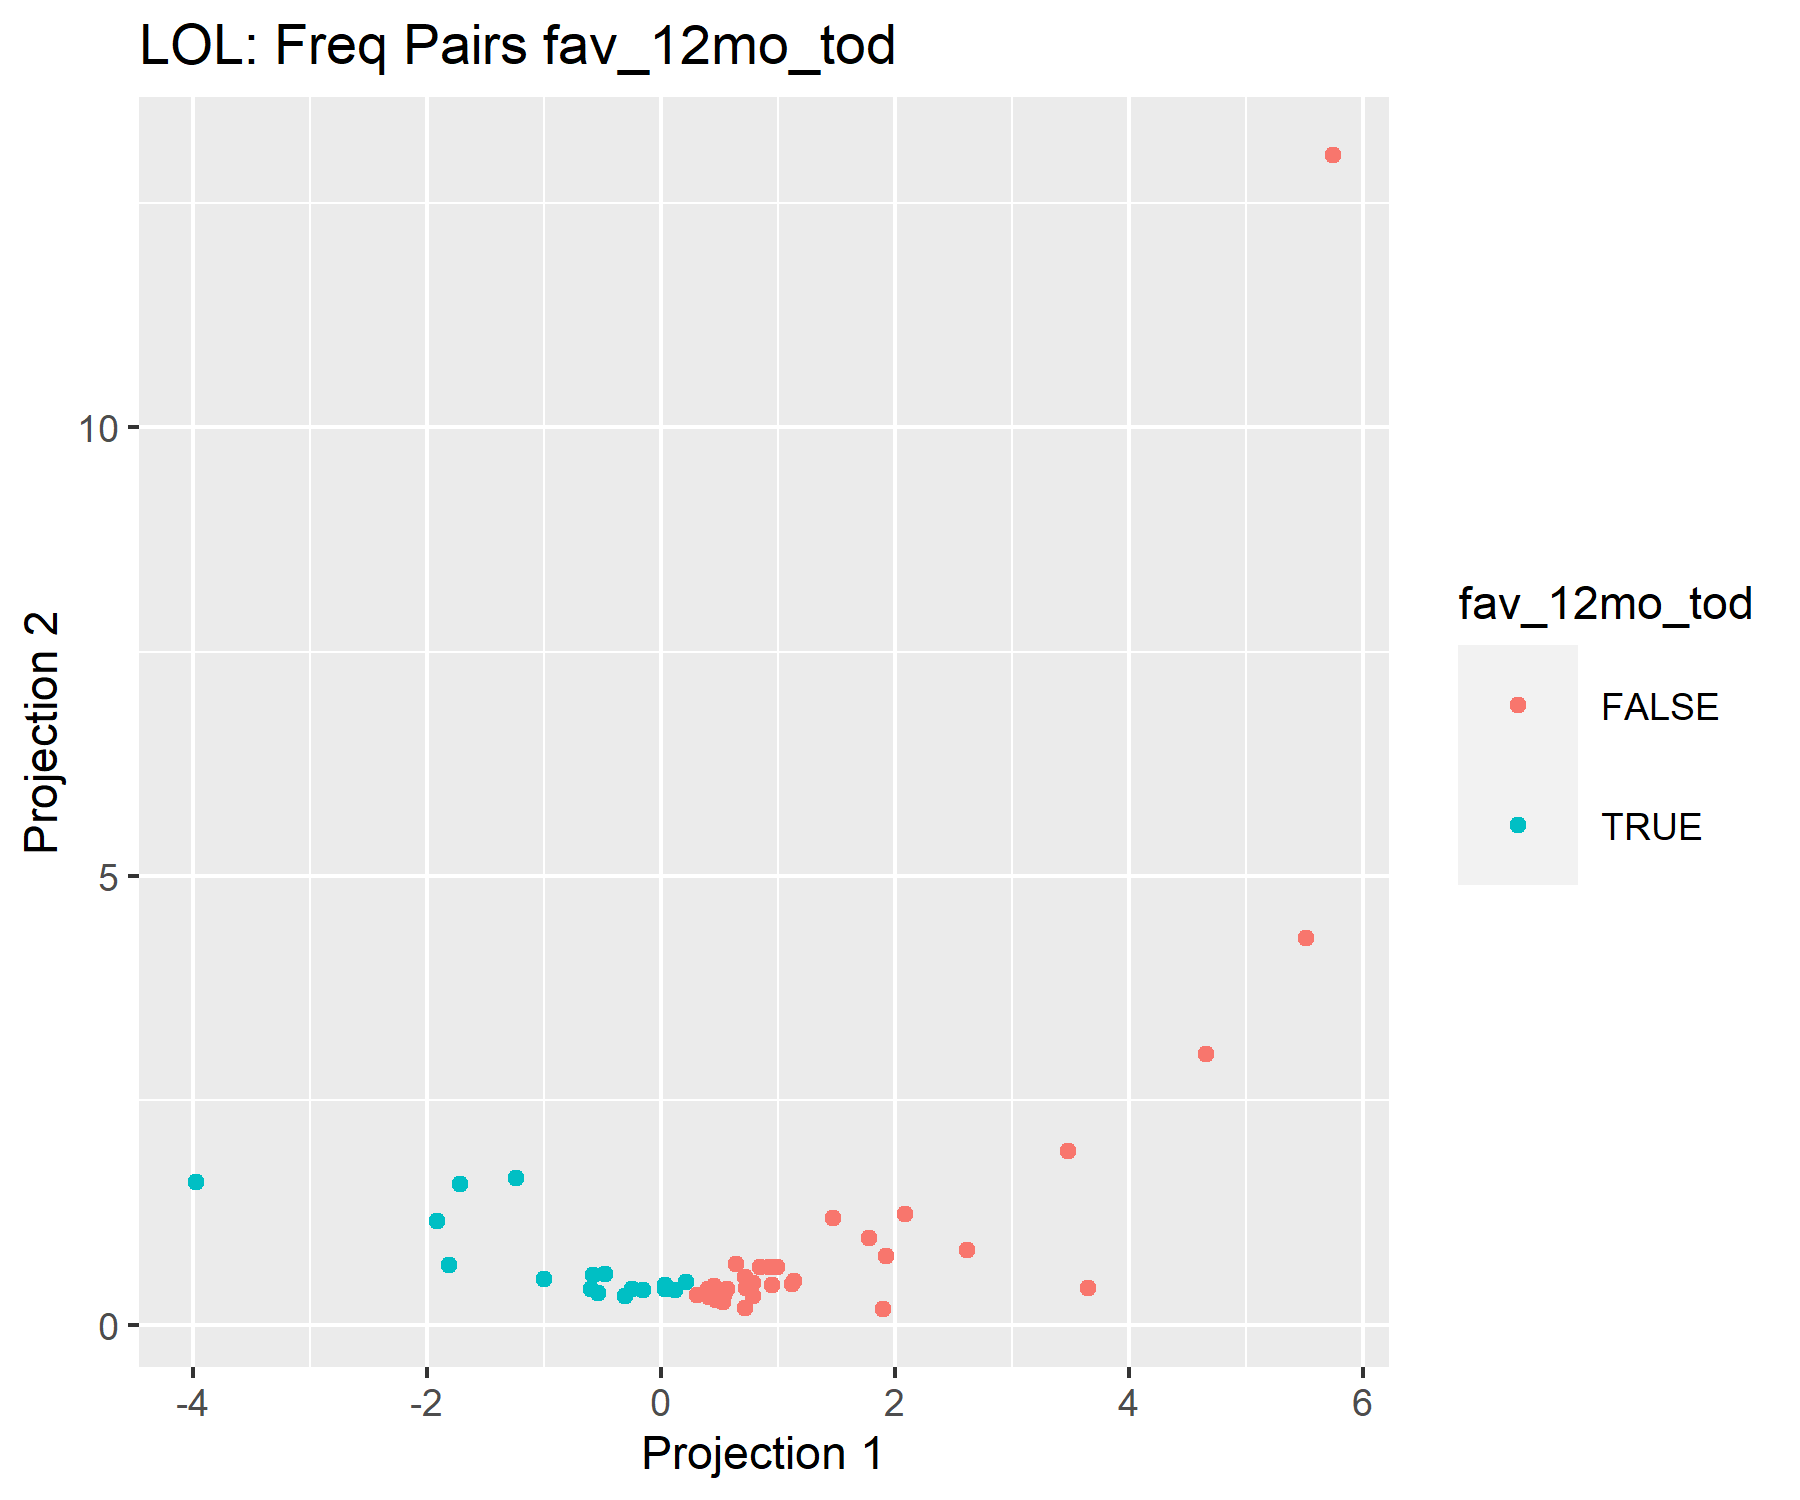 LOL: Freq Pairs fav_12mo_tod
10
5
0
Projection 2
-4 -2 0 2 4 6
Projection 1
fav_12mo_tod
FALSE
TRUE